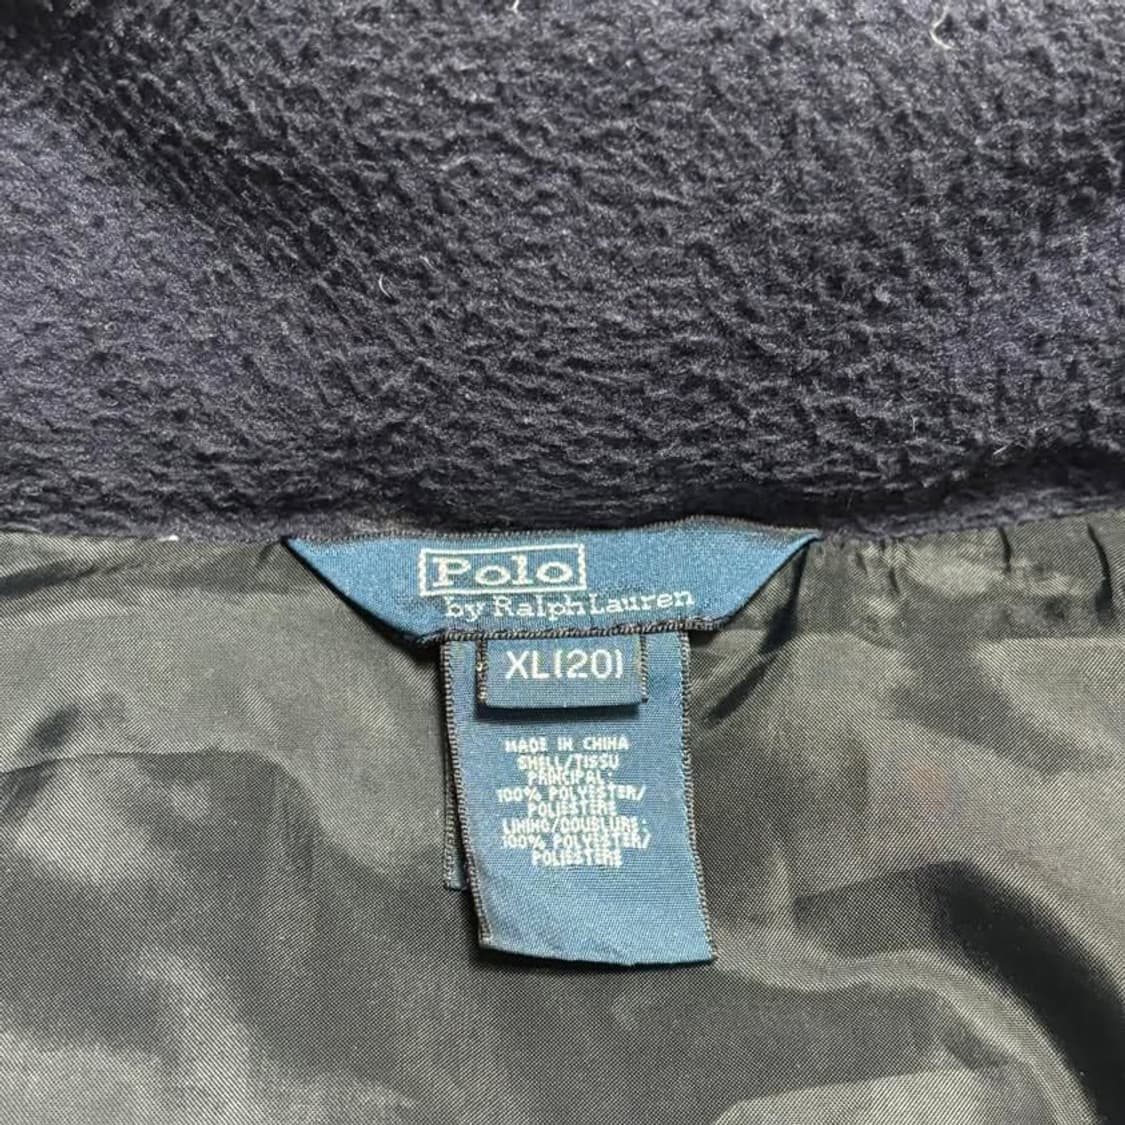 Polo
by Ralph Lauren
XL(20)
MADE IN CHINA
SHELL/TISSU
PRINCIPAL:
100% POLYESTER/
POLIESTERE
LINING/DOUBLURE:
100% POLYESTER/
POLIESTERE